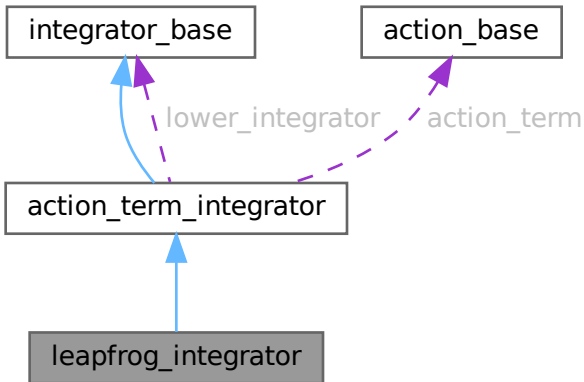 integrator_base
action_base
lower_integrator
action_term
action_term_integrator
leapfrog_integrator